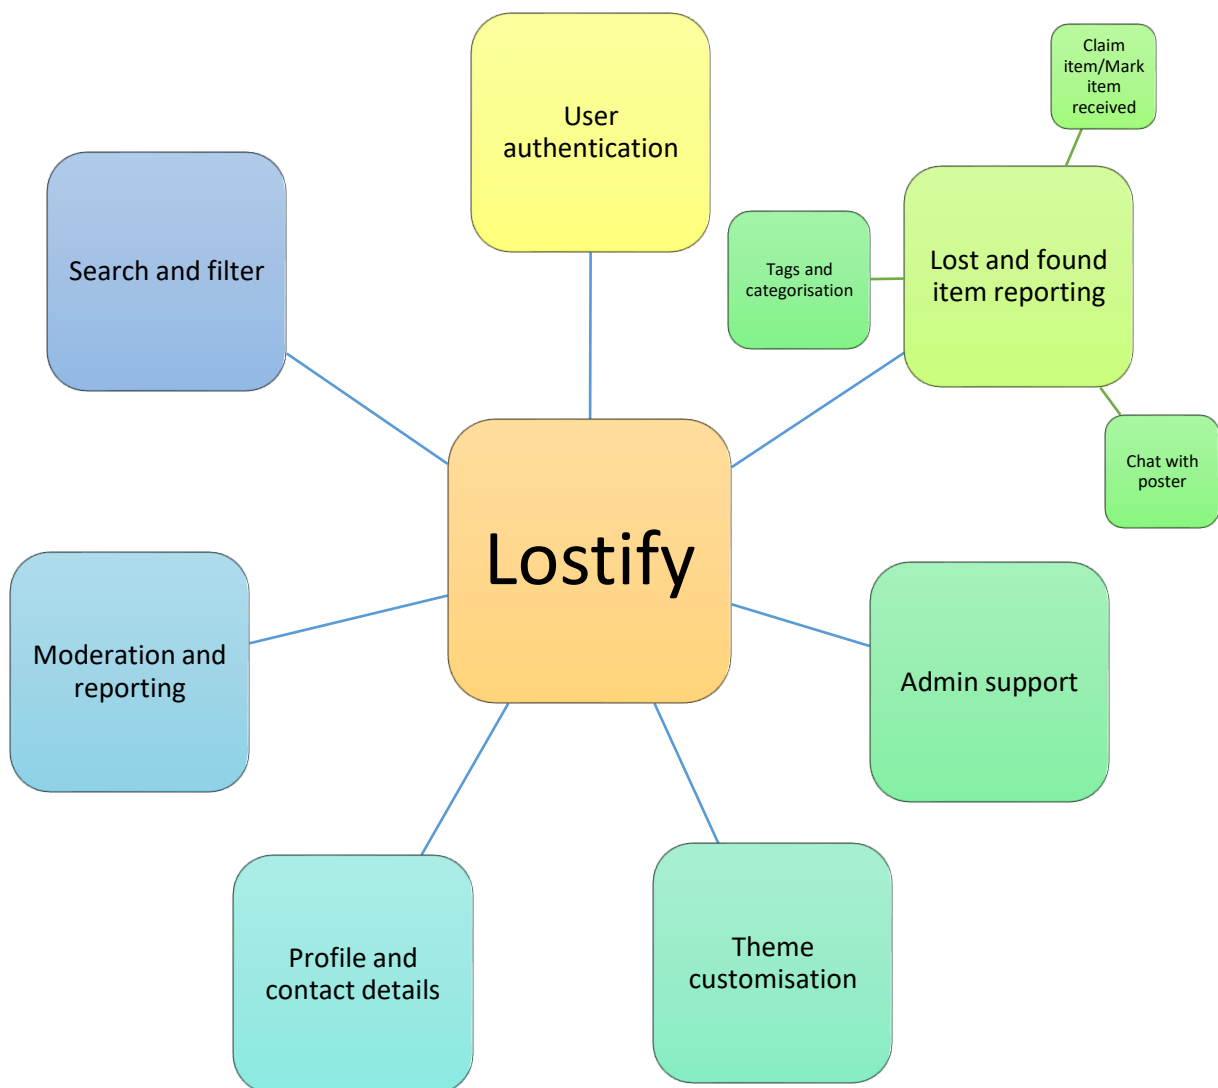 Claim
item/Mark
item
received
User
authentication
Search and filter
Tags and
categorisation
Lost and found
item reporting
Chat with
poster
Lostify
Moderation and
reporting
Admin support
Profile and
contact details
Theme
customisation